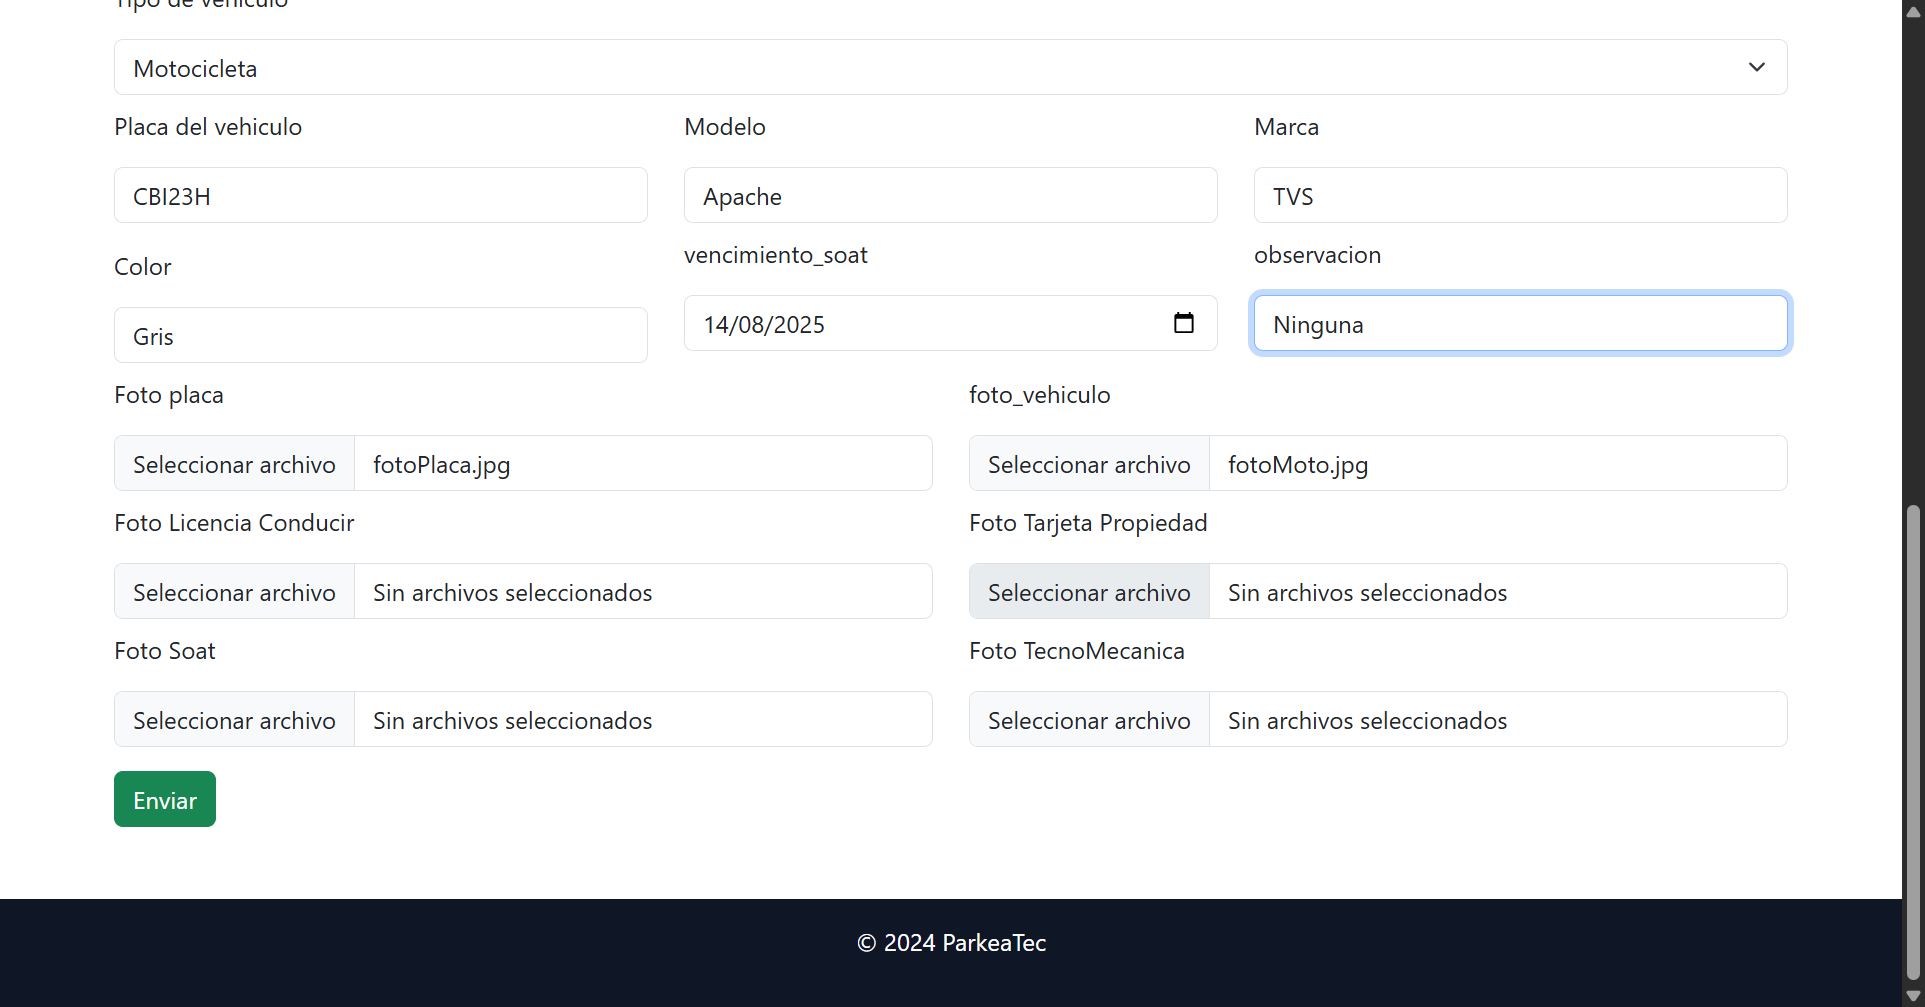 Tipo de vehiculo
Motocicleta
Placa del vehiculo
Modelo
Marca
CBI23H
Apache
TVS
Color
vencimiento_soat
observacion
Gris
14/08/2025
Ninguna
Foto placa
foto_vehiculo
Seleccionar archivo fotoPlaca.jpg
Seleccionar archivo fotoMoto.jpg
Foto Licencia Conducir
Foto Tarjeta Propiedad
Seleccionar archivo Sin archivos seleccionados
Seleccionar archivo Sin archivos seleccionados
Foto Soat
Foto TecnoMecanica
Seleccionar archivo Sin archivos seleccionados
Seleccionar archivo Sin archivos seleccionados
Enviar
© 2024 ParkeaTec